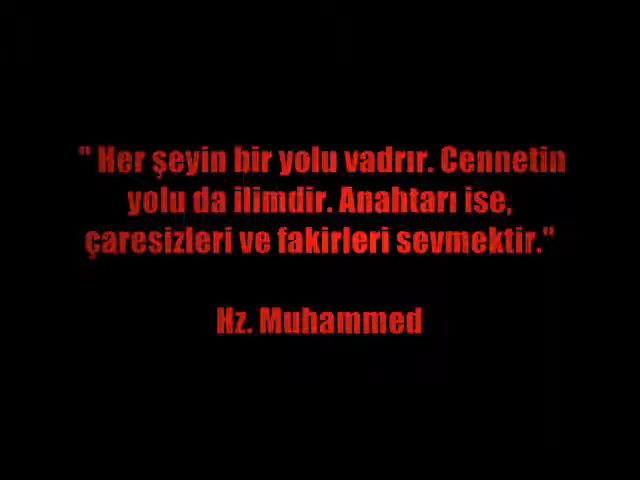 " Her şeyin bir yolu vadrır. Cennetin
yolu da ilimdir. Anahtarı ise,
çaresizleri ve fakirleri sevmektir."
Hz. Muhammed